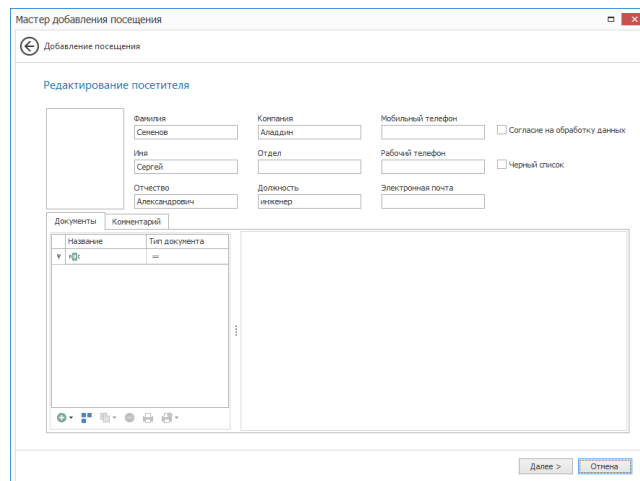 Мастер добавления посещения
Добавление посещения
Редактирование посетителя
Фамилия Компания Мобильный телефон
Семенов Аладдин Согласие на обработку данных
Имя Отдел Рабочий телефон
Сергей Черный список
Отчество Должность Электронная почта
Александрович инженер
Документы Комментарий
Название Тип документа
=
Далее > Отмена